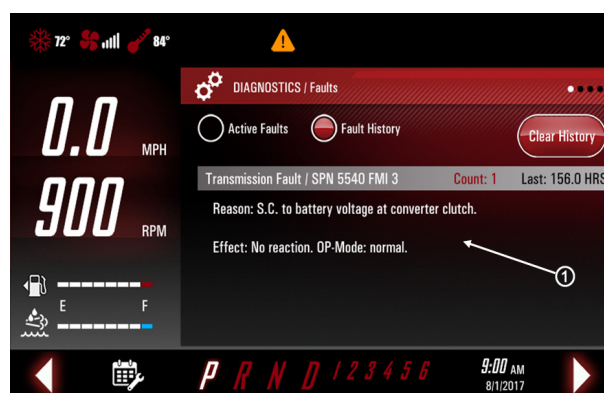 72° 84°
DIAGNOSTICS / Faults
Active Faults Fault History Clear History
0.0 MPH
Transmission Fault / SPN 5540 FMI 3 Count: 1 Last: 156.0 HRS
Reason: S.C. to battery voltage at converter clutch.
900 RPM
Effect: No reaction. OP-Mode: normal.
1
E F
P R N D 1 2 3 4 5 6
9:00 AM
8/1/2017